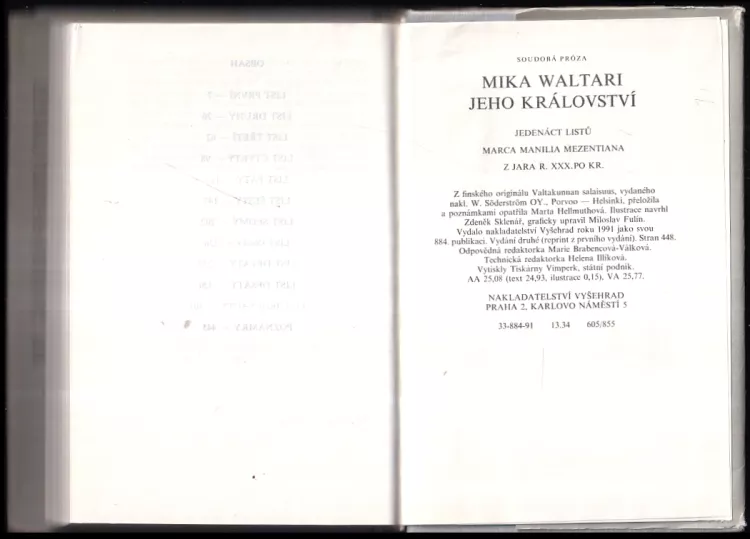 SOUDOBÁ PRÓZA
MIKA WALTARI
JEHO KRÁLOVSTVÍ
JEDENÁCT LISTŮ
MARCA MANILIA MEZENTIANA
Z JARA R. XXX.PO KR.
Z finského originálu Valtakunnan salaisuus, vydaného
nakl. W. Söderström OY., Porvoo — Helsinki, přeložila
a poznámkami opatřila Marta Hellmuthová. Ilustrace navrhl
Zdeněk Sklenář, graficky upravil Miloslav Fulín.
Vydalo nakladatelství Vyšehrad roku 1991 jako svou
884. publikaci. Vydání druhé (reprint z prvního vydání). Stran 448.
Odpovědná redaktorka Marie Brabencová-Válková.
Technická redaktorka Helena Illíková.
Vytiskly Tiskárny Vimperk, státní podnik.
AA 25,08 (text 24,93, ilustrace 0,15), VA 25,77.
NAKLADATELSTVÍ VYŠEHRAD
PRAHA 2, KARLOVO NÁMĚSTÍ 5
33-884-91 13.34 605/855